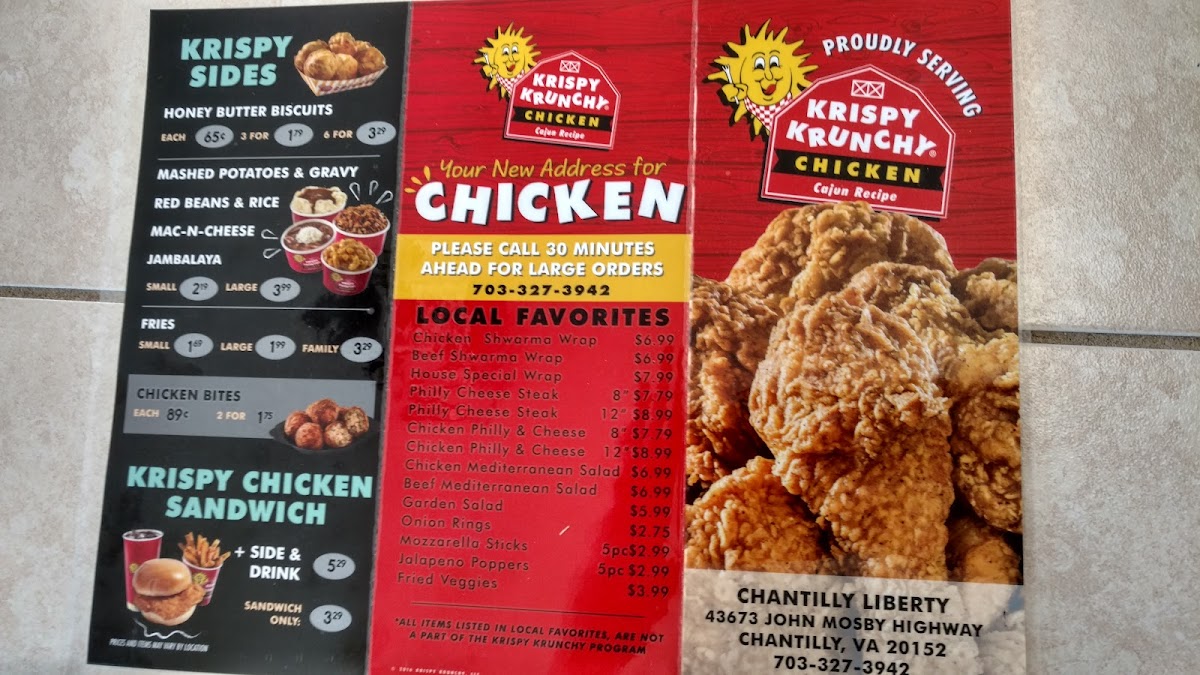 KRISPY
SIDES
HONEY BUTTER BISCUITS
EACH 65¢ 3 FOR 1.79 6 FOR 3.29
MASHED POTATOES & GRAVY
RED BEANS & RICE
MAC-N-CHEESE
JAMBALAYA
SMALL 2.19 LARGE 3.99
FRIES
SMALL 1.69 LARGE 1.99 FAMILY 3.29
CHICKEN BITES
EACH 89¢ 2 FOR 1.75
KRISPY CHICKEN
SANDWICH
+ SIDE &
DRINK 5.29
SANDWICH
ONLY: 3.29
PRICES AND ITEMS MAY VARY BY LOCATION
KRISPY
KRUNCHY®
CHICKEN
Cajun Recipe
Your New Address for
CHICKEN
PLEASE CALL 30 MINUTES
AHEAD FOR LARGE ORDERS
703-327-3942
LOCAL FAVORITES
Chicken Shwarma Wrap $6.99
Beef Shwarma Wrap $6.99
House Special Wrap $7.99
Philly Cheese Steak 8" $7.79
Philly Cheese Steak 12" $8.99
Chicken Philly & Cheese 8" $7.79
Chicken Philly & Cheese 12" $8.99
Chicken Mediterranean Salad $6.99
Beef Mediterranean Salad $6.99
Garden Salad $5.99
Onion Rings $2.75
Mozzarella Sticks 5pc $2.99
Jalapeno Poppers 5pc $2.99
Fried Veggies $3.99
*ALL ITEMS LISTED IN LOCAL FAVORITES, ARE NOT
A PART OF THE KRISPY KRUNCHY PROGRAM
© 2016 KRISPY KRUNCHY, LLC
PROUDLY SERVING
KRISPY
KRUNCHY®
CHICKEN
Cajun Recipe
CHANTILLY LIBERTY
43673 JOHN MOSBY HIGHWAY
CHANTILLY, VA 20152
703-327-3942